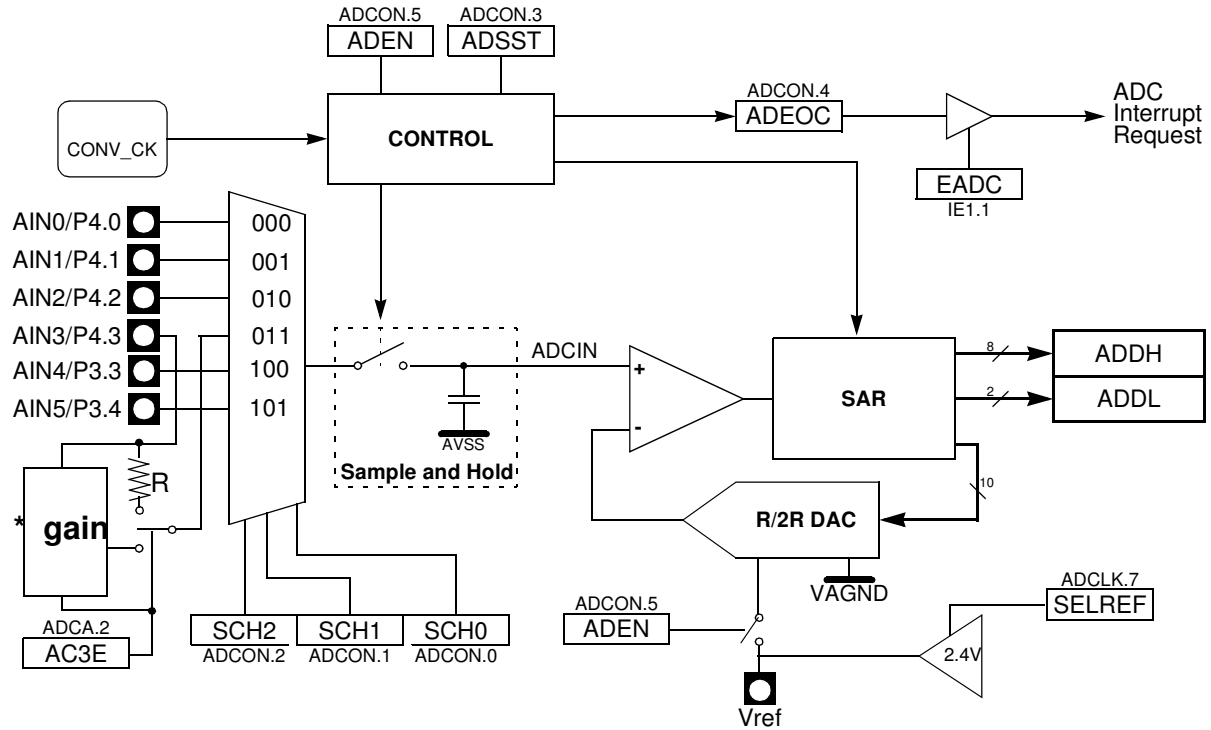 ADCON.5
ADEN
ADCON.3
ADSST
CONV_CK
CONTROL
ADCON.4
ADEOC
ADC
Interrupt
Request
EADC
IE1.1
AIN0/P4.0
000
AIN1/P4.1
001
AIN2/P4.2
010
AIN3/P4.3
011
AIN4/P3.3
100
AIN5/P3.4
101
ADCIN
+
-
AVSS
Sample and Hold
SAR
8
ADDH
2
ADDL
10
R
* gain
R/2R DAC
VAGND
ADCA.2
AC3E
SCH2
SCH1
SCH0
ADCON.2
ADCON.1
ADCON.0
ADCON.5
ADEN
ADCLK.7
SELREF
2.4V
Vref